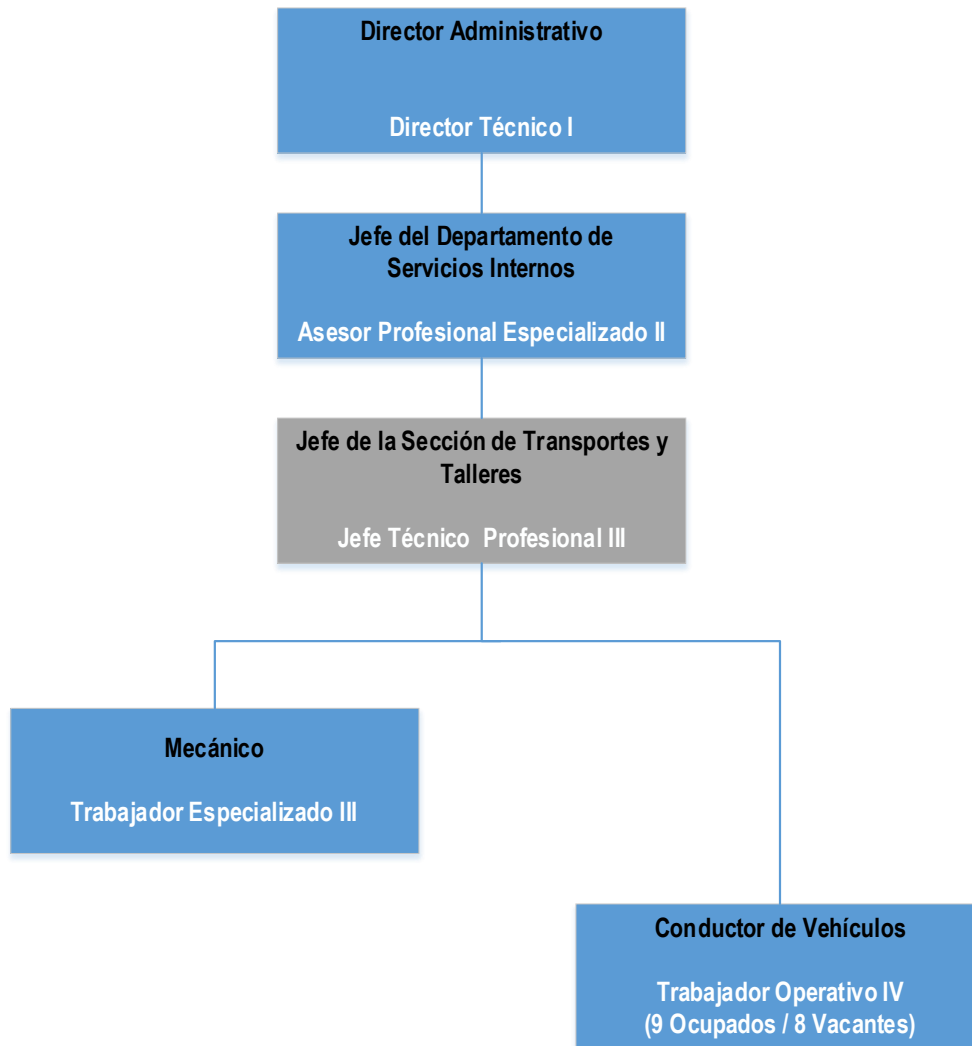 Director Administrativo
Director Técnico I
Jefe del Departamento de
Servicios Internos
Asesor Profesional Especializado II
Jefe de la Sección de Transportes y
Talleres
Jefe Técnico Profesional III
Mecánico
Trabajador Especializado III
Conductor de Vehículos
Trabajador Operativo IV
(9 Ocupados / 8 Vacantes)